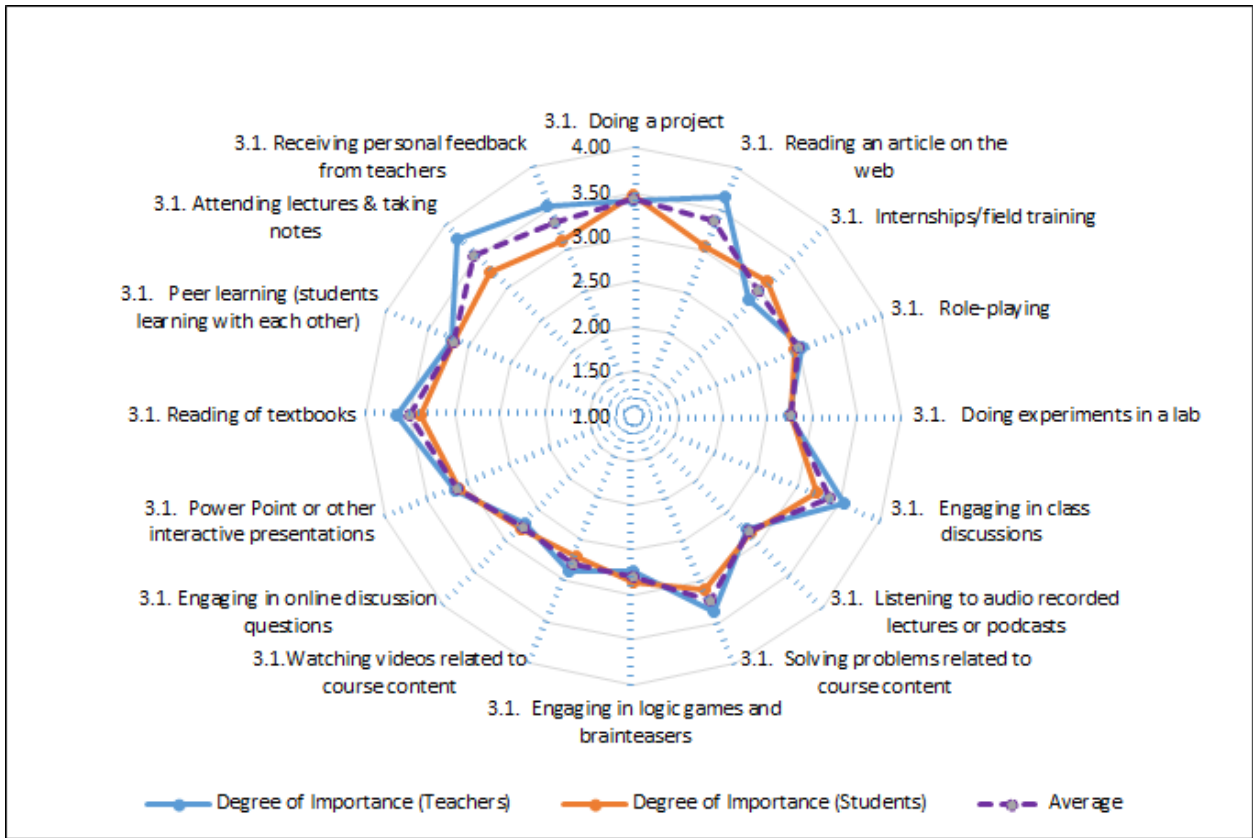 3.1. Doing a project
4.00
3.1. Receiving personal feedback
from teachers
3.1. Reading an article on the
web
3.1. Attending lectures & taking
notes
3.50
3.1. Internships/field training
3.00
2.50
3.1. Peer learning (students
learning with each other)
3.1. Role-playing
2.00
1.50
3.1. Reading of textbooks
1.00
3.1. Doing experiments in a lab
3.1. Power Point or other
interactive presentations
3.1. Engaging in class
discussions
3.1. Engaging in online discussion
questions
3.1. Listening to audio recorded
lectures or podcasts
3.1.Watching videos related to
course content
3.1. Solving problems related to
course content
3.1. Engaging in logic games and
brainteasers
Degree of Importance (Teachers)
Degree of Importance (Students)
Average